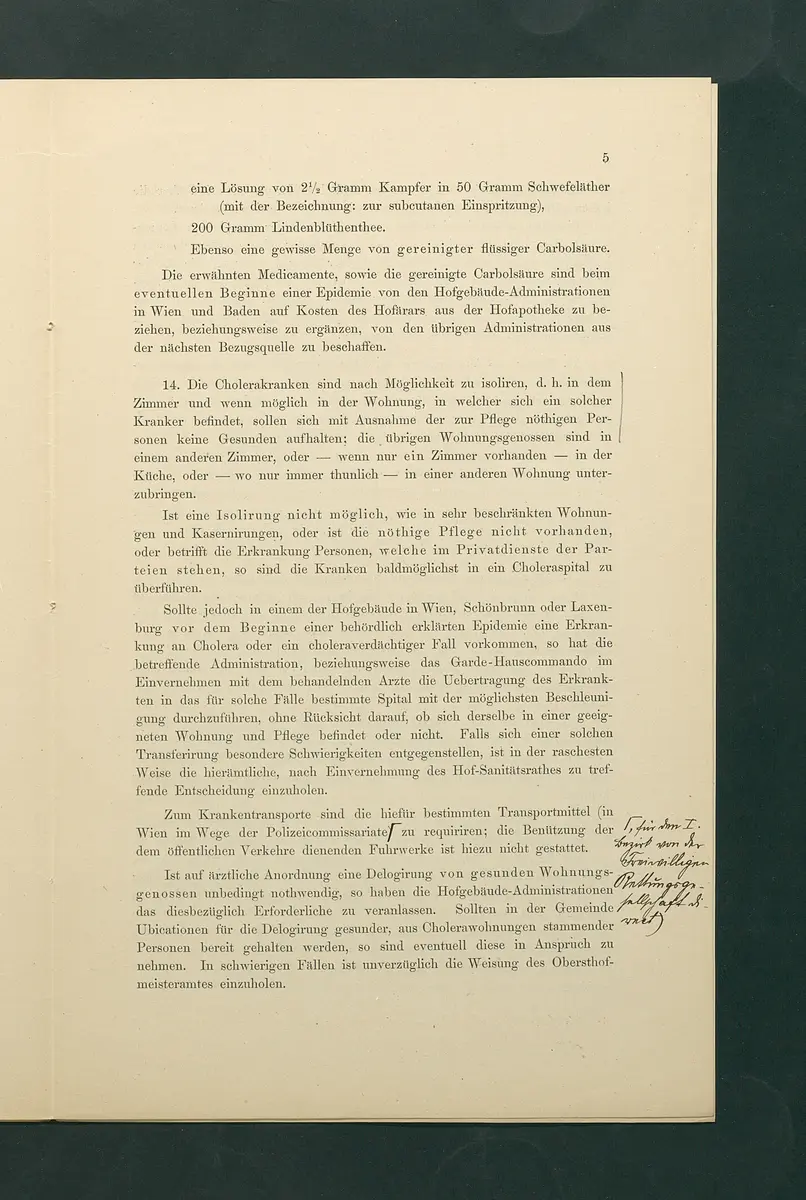 5
eine Lösung von 2¹/₂ Gramm Kampfer in 50 Gramm Schwefeläther
(mit der Bezeichnung: zur subcutanen Einspritzung),
200 Gramm Lindenblüthenthee.
Ebenso eine gewisse Menge von gereinigter flüssiger Carbolsäure.
Die erwähnten Medicamente, sowie die gereinigte Carbolsäure sind beim
eventuellen Beginne einer Epidemie von den Hofgebäude-Administrationen
in Wien und Baden auf Kosten des Hofärars aus der Hofapotheke zu be-
ziehen, beziehungsweise zu ergänzen, von den übrigen Administrationen aus
der nächsten Bezugsquelle zu beschaffen.
14. Die Cholerakranken sind nach Möglichkeit zu isoliren, d. h. in dem
Zimmer und wenn möglich in der Wohnung, in welcher sich ein solcher
Kranker befindet, sollen sich mit Ausnahme der zur Pflege nöthigen Per-
sonen keine Gesunden aufhalten; die übrigen Wohnungsgenossen sind in
einem anderen Zimmer, oder — wenn nur ein Zimmer vorhanden — in der
Küche, oder — wo nur immer thunlich — in einer anderen Wohnung unter-
zubringen.
Ist eine Isolirung nicht möglich, wie in sehr beschränkten Wohnun-
gen und Kasernirungen, oder ist die nöthige Pflege nicht vorhanden,
oder betrifft die Erkrankung Personen, welche im Privatdienste der Par-
teien stehen, so sind die Kranken baldmöglichst in ein Choleraspital zu
überführen.
Sollte jedoch in einem der Hofgebäude in Wien, Schönbrunn oder Laxen-
burg vor dem Beginne einer behördlich erklärten Epidemie eine Erkran-
kung an Cholera oder ein choleraverdächtiger Fall vorkommen, so hat die
betreffende Administration, beziehungsweise das Garde-Hauscommando im
Einvernehmen mit dem behandelnden Arzte die Uebertragung des Erkrank-
ten in das für solche Fälle bestimmte Spital mit der möglichsten Beschleuni-
gung durchzuführen, ohne Rücksicht darauf, ob sich derselbe in einer geeig-
neten Wohnung und Pflege befindet oder nicht. Falls sich einer solchen
Transferirung besondere Schwierigkeiten entgegenstellen, ist in der raschesten
Weise die hierämtliche, nach Einvernehmung des Hof-Sanitätsrathes zu tref-
fende Entscheidung einzuholen.
Zum Krankentransporte sind die hiefür bestimmten Transportmittel (in
Wien im Wege der Polizeicommissariate zu requiriren; die Benützung der
dem öffentlichen Verkehre dienenden Fuhrwerke ist hiezu nicht gestattet.
Ist auf ärztliche Anordnung eine Delogirung von gesunden Wohnungs-
genossen unbedingt nothwendig, so haben die Hofgebäude-Administrationen
das diesbezüglich Erforderliche zu veranlassen. Sollten in der Gemeinde
Ubicationen für die Delogirung gesunder, aus Cholerawohnungen stammender
Personen bereit gehalten werden, so sind eventuell diese in Anspruch zu
nehmen. In schwierigen Fällen ist unverzüglich die Weisung des Obersthof-
meisteramtes einzuholen.
, für den I.
Bezirk von der
Freiwilligen
Rettungsge-
sellschaft di-
rect)